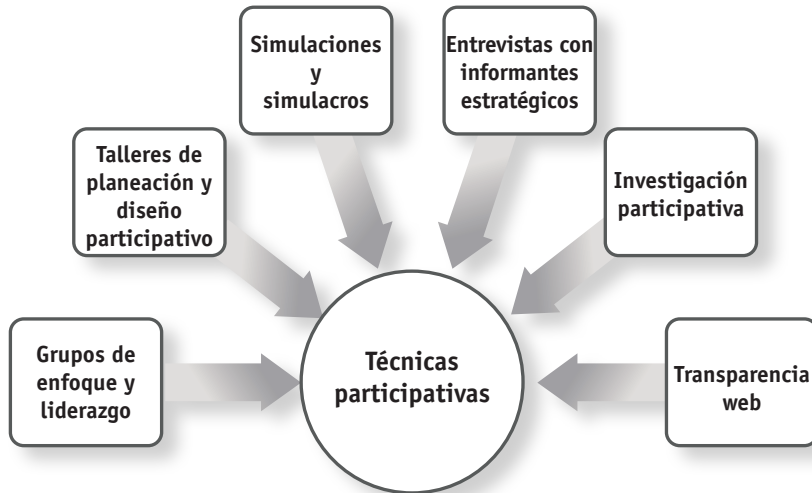 Simulaciones
y
simulacros
Entrevistas con
informantes
estratégicos
Talleres de
planeación y
diseño
participativo
Investigación
participativa
Grupos de
enfoque y
liderazgo
Técnicas
participativas
Transparencia
web